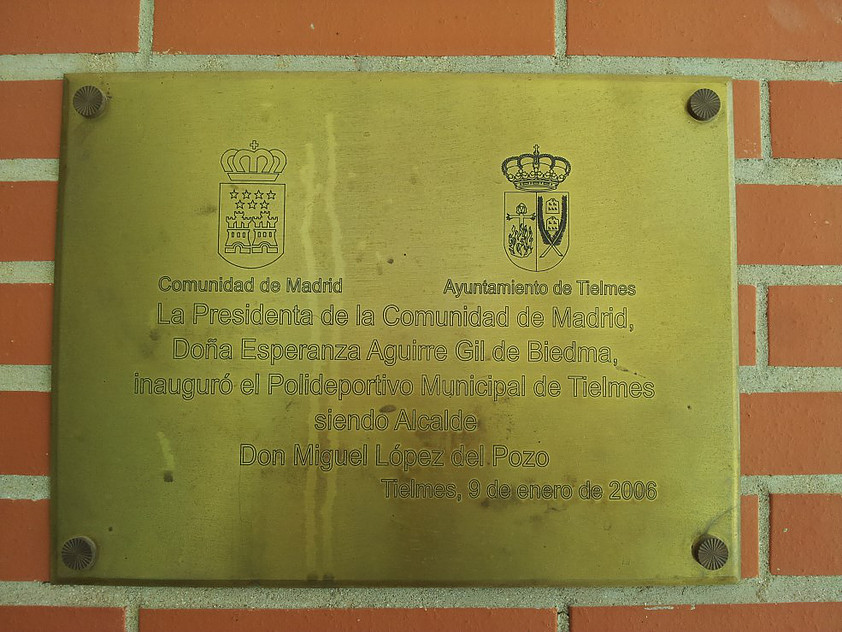 Comunidad de Madrid
Ayuntamiento de Tielmes
La Presidenta de la Comunidad de Madrid,
Doña Esperanza Aguirre Gil de Biedma,
inauguró el Polideportivo Municipal de Tielmes
siendo Alcalde
Don Miguel López del Pozo
Tielmes, 9 de enero de 2006